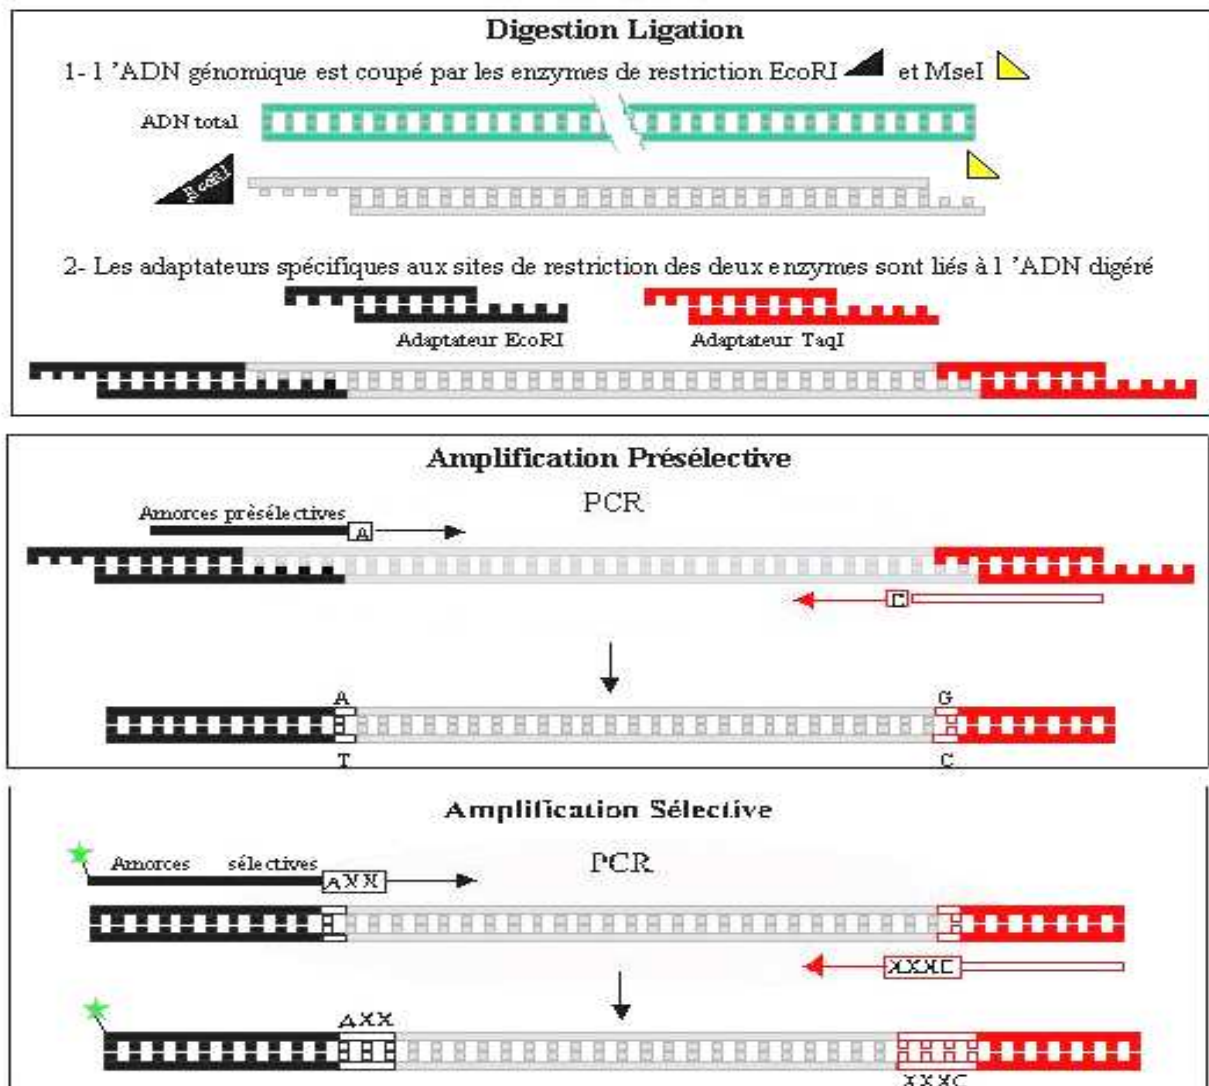 Digestion Ligation
1- l ’ADN génomique est coupé par les enzymes de restriction EcoRI et MseI
ADN total
EcoRI
2- Les adaptateurs spécifiques aux sites de restriction des deux enzymes sont liés à l ’ADN digéré
Adaptateur EcoRI Adaptateur TaqI
Amplification Présélective
PCR
Amorces présélectives
A
C
A G
T C
Amplification Sélective
PCR
Amorces sélectives
AXX
XXXC
AXX
XXXC